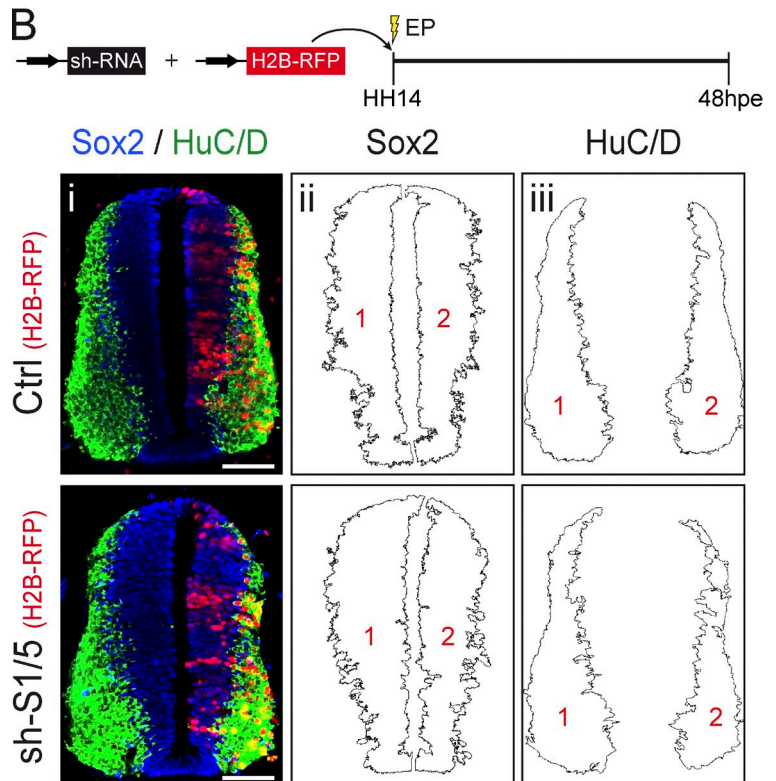 B
EP
sh-RNA + H2B-RFP
HH14 48hpe
Sox2 / HuC/D Sox2 HuC/D
Ctrl (H2B-RFP)
i ii iii
1 2 1 2
sh-S1/5 (H2B-RFP)
1 2 1 2